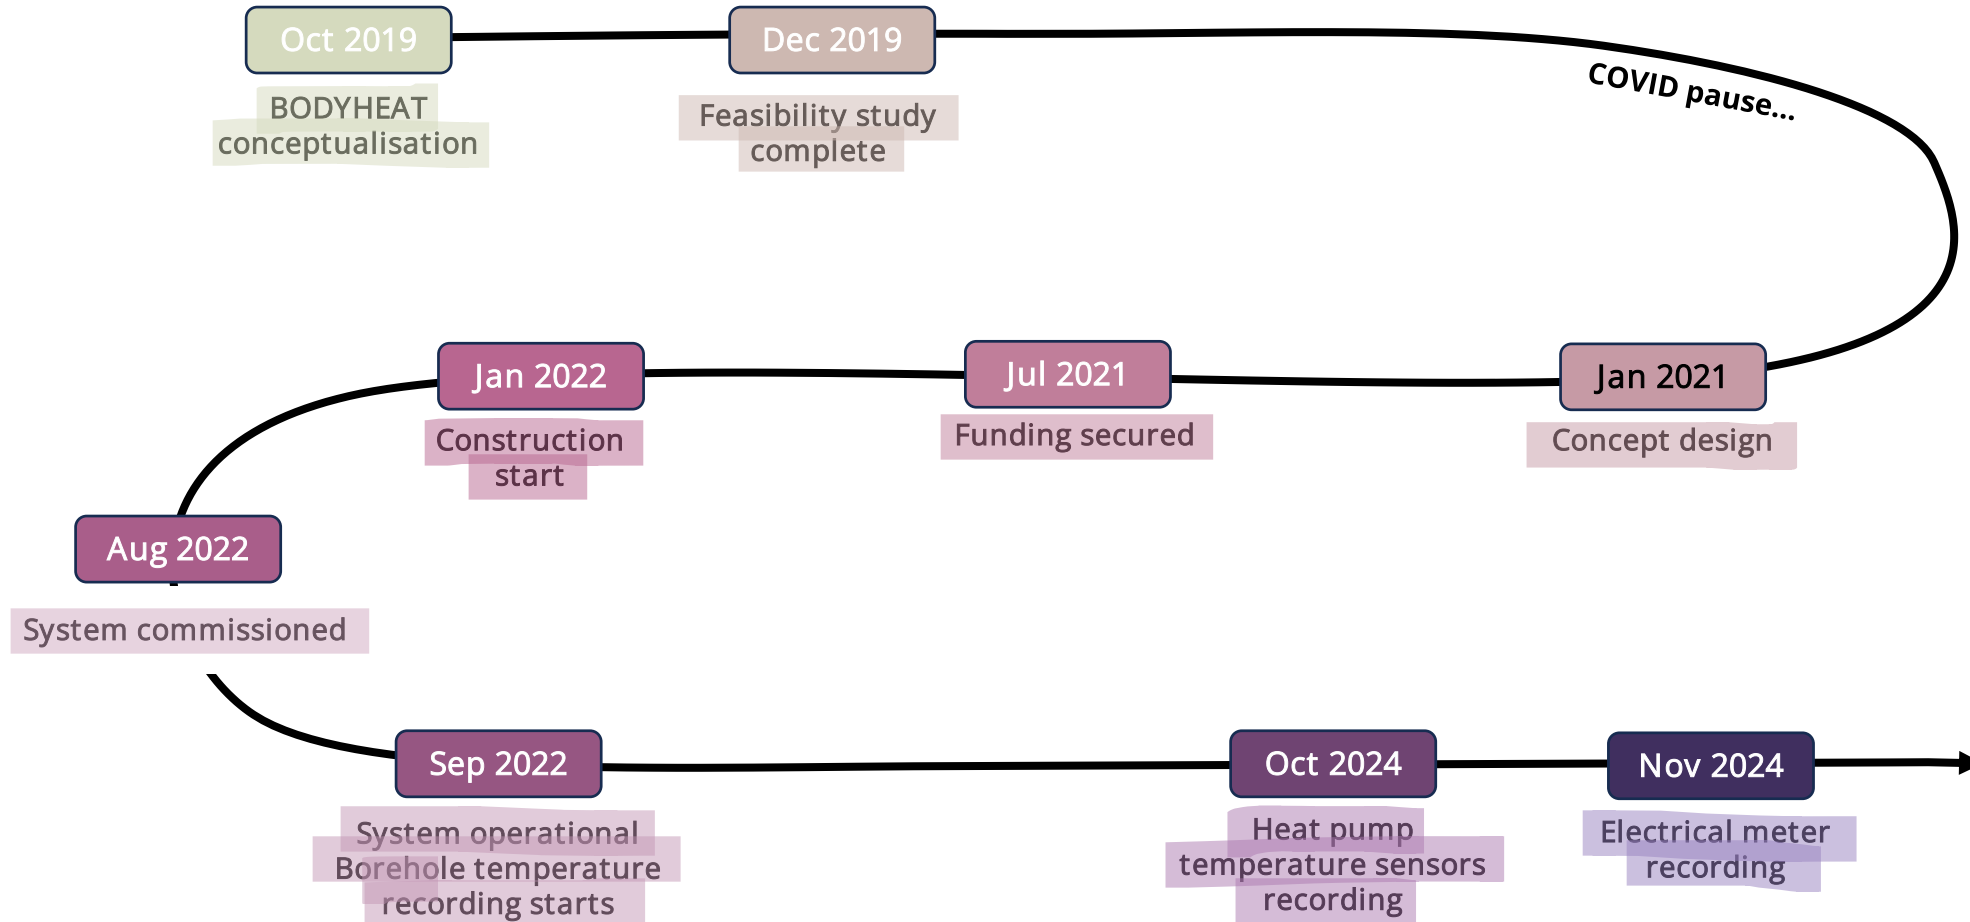 Oct 2019
BODYHEAT
conceptualisation
Dec 2019
Feasibility study
complete
COVID pause...
Jan 2021
Concept design
Jul 2021
Funding secured
Jan 2022
Construction
start
Aug 2022
System commissioned
Sep 2022
System operational
Borehole temperature
recording starts
Oct 2024
Heat pump
temperature sensors
recording
Nov 2024
Electrical meter
recording